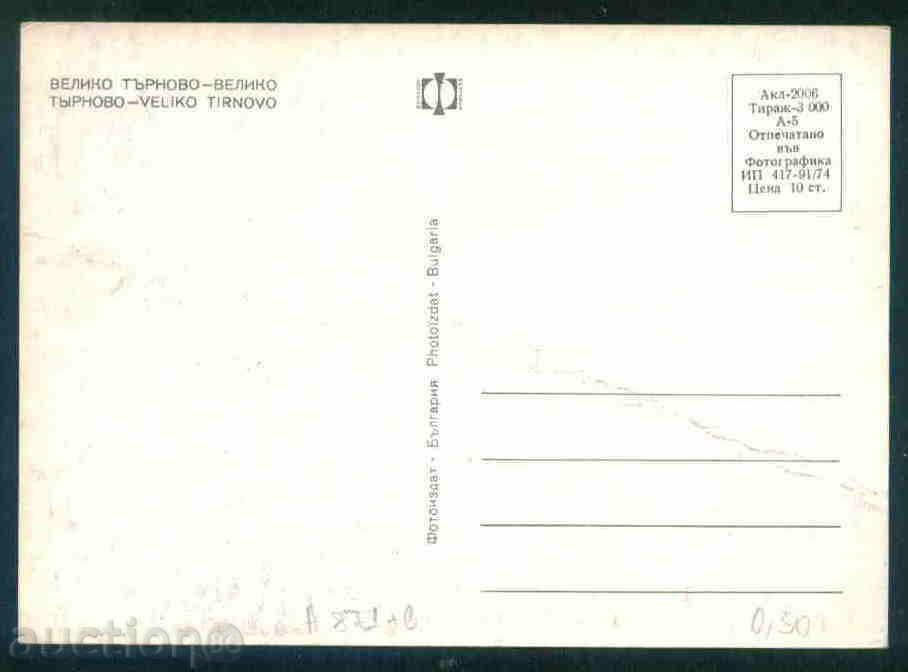 ВЕЛИКО ТЪРНОВО–ВЕЛИКО
ТЫРНОВО–VELIKO TIRNOVO
Акл-2006
Тираж-3 000
А-5
Отпечатано
във
Фотографика
ИП 417-91/74
Цена 10 ст.
Фотоиздат - България Photoizdat - Bulgaria
0,30
auction